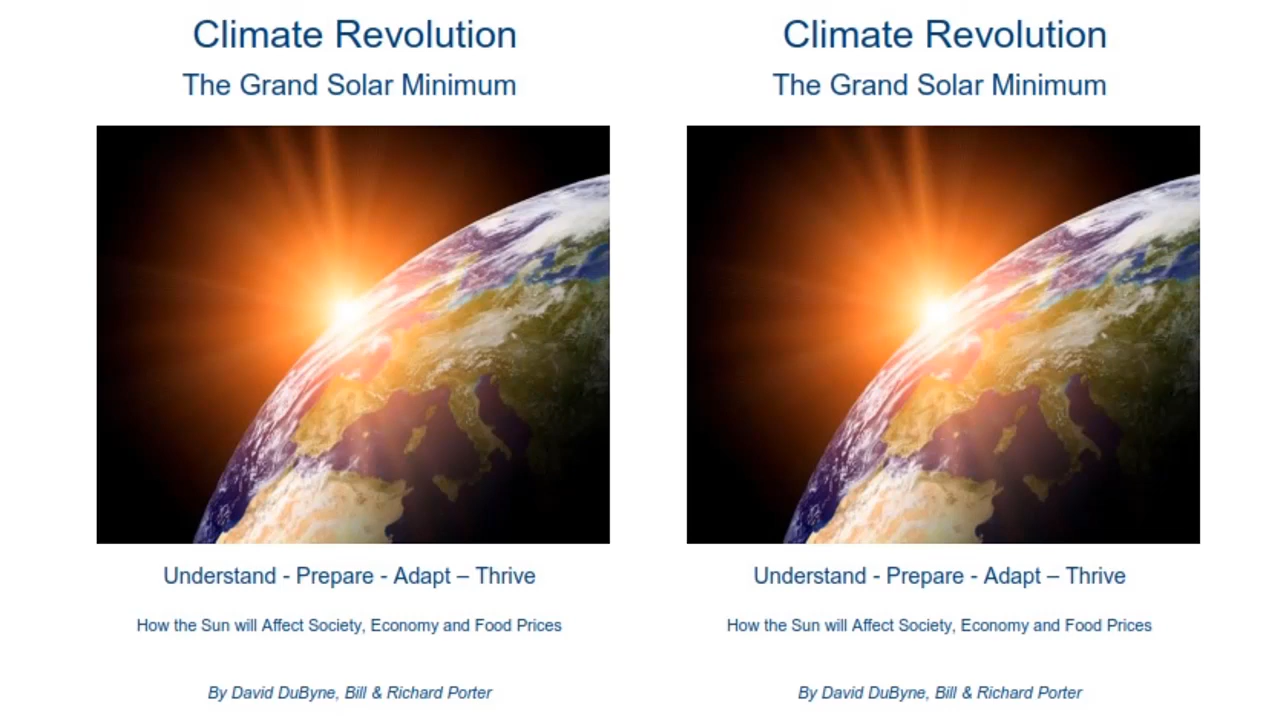 Climate Revolution
The Grand Solar Minimum
Understand - Prepare - Adapt – Thrive
How the Sun will Affect Society, Economy and Food Prices
By David DuByne, Bill & Richard Porter
Climate Revolution
The Grand Solar Minimum
Understand - Prepare - Adapt – Thrive
How the Sun will Affect Society, Economy and Food Prices
By David DuByne, Bill & Richard Porter